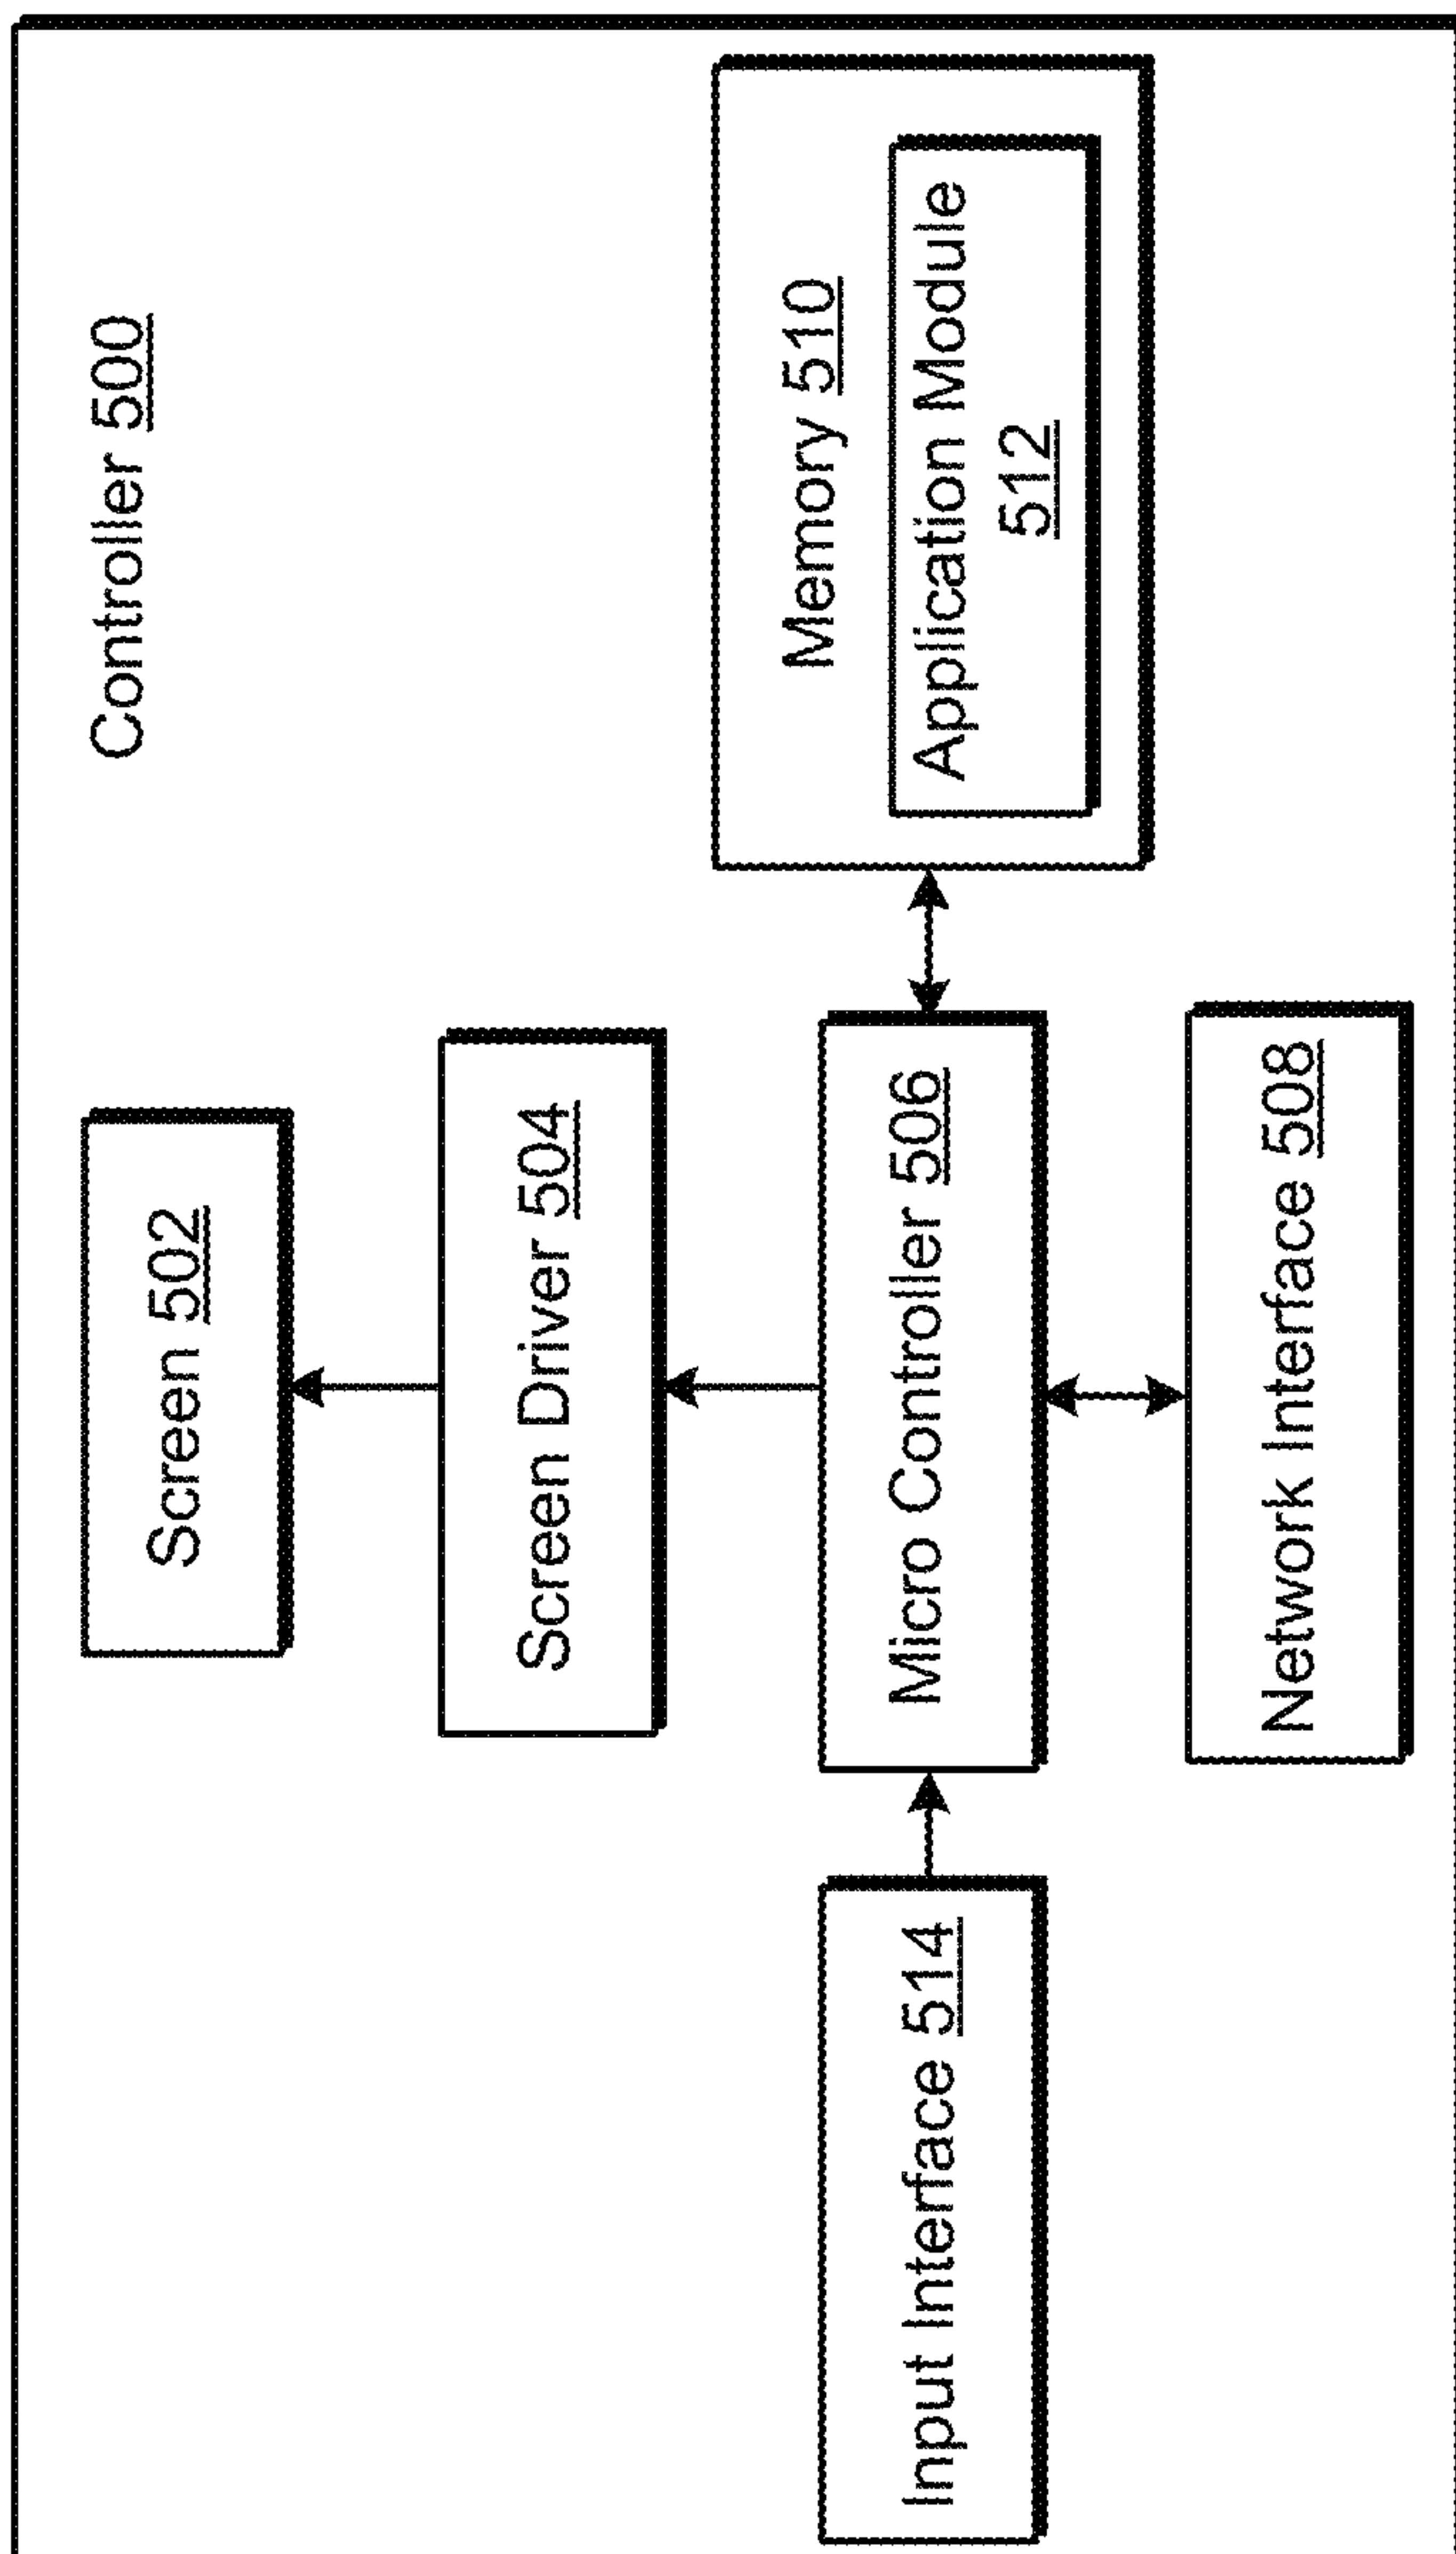 Controller 500
Screen 502
Screen Driver 504
Input Interface 514
Micro Controller 506
Memory 510
Application Module
512
Network Interface 508